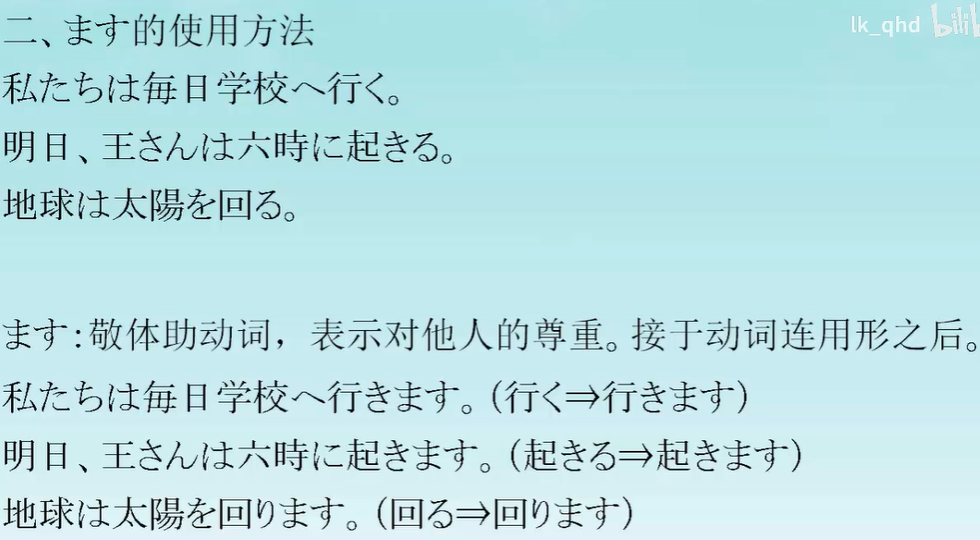 二、ます的使用方法
lk_qhd bilibili
私たちは毎日学校へ行く。
明日、王さんは六時に起きる。
地球は太陽を回る。
ます：敬体助动词，表示对他人的尊重。接于动词连用形之后。
私たちは毎日学校へ行きます。（行く⇒行きます）
明日、王さんは六時に起きます。（起きる⇒起きます）
地球は太陽を回ります。（回る⇒回ります）